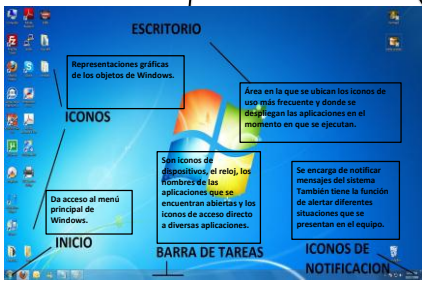 ESCRITORIO
Representaciones gráficas
de los objetos de Windows.
Área en la que se ubican los iconos de
uso más frecuente y donde se
despliegan las aplicaciones en el
momento en que se ejecutan.
ICONOS
Son iconos de
dispositivos, el reloj, los
nombres de las
aplicaciones que se
encuentran abiertas y los
iconos de acceso directo
a diversas aplicaciones.
Se encarga de notificar
mensajes del sistema
También tiene la función
de alertar diferentes
situaciones que se
presentan en el equipo.
Da acceso al menú
principal de
Windows.
INICIO
BARRA DE TAREAS
ICONOS DE
NOTIFICACION